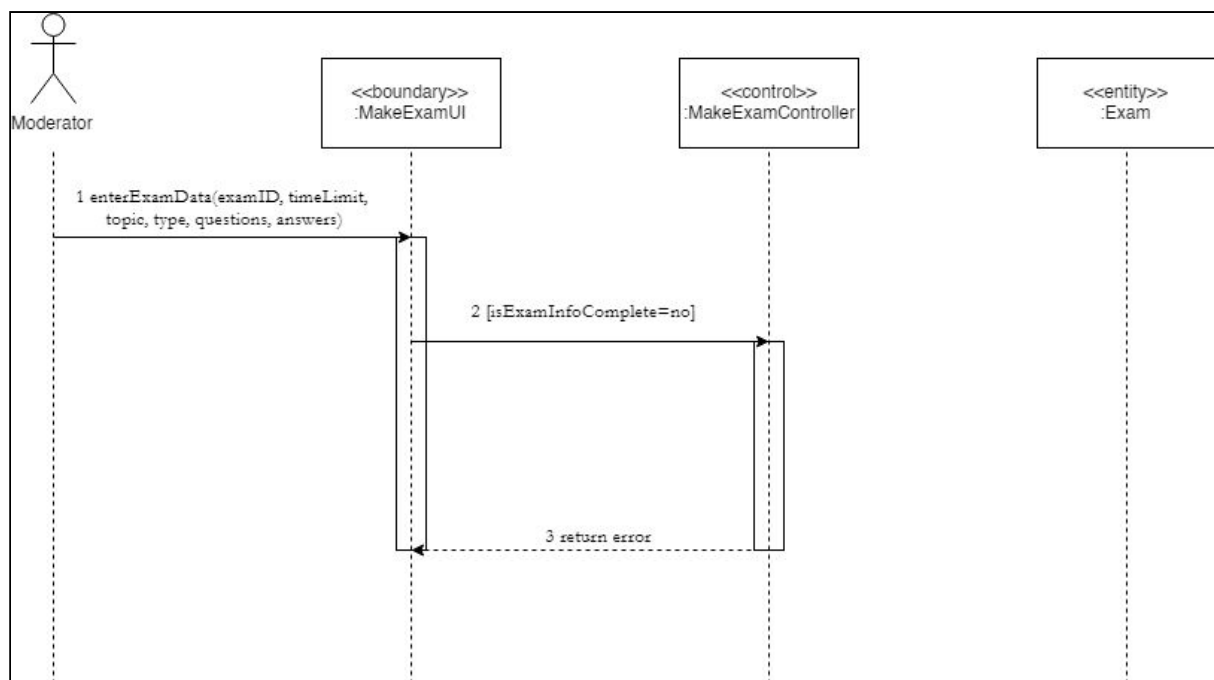 <<boundary>>
:MakeExamUI
<<control>>
:MakeExamController
<<entity>>
:Exam
Moderator
1 enterExamData(examID, timeLimit,
topic, type, questions, answers)
2 [isExamInfoComplete=no]
3 return error